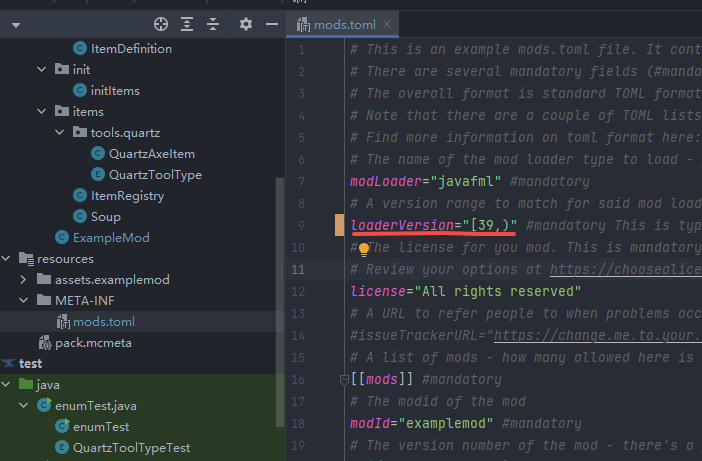 mods.toml
ItemDefinition
init
initItems
items
tools.quartz
QuartzAxeItem
QuartzToolType
ItemRegistry
Soup
ExampleMod
resources
assets.examplemod
META-INF
mods.toml
pack.mcmeta
test
java
enumTest.java
enumTest
QuartzToolTypeTest
1 # This is an example mods.toml file. It cont
2 # There are several mandatory fields (#manda
3 # The overall format is standard TOML format
4 # Note that there are a couple of TOML lists
5 # Find more information on toml format here:
6 # The name of the mod loader type to load -
7 modLoader="javafml" #mandatory
8 # A version range to match for said mod load
9 loaderVersion="[39,)" #mandatory This is typ
10 # The license for you mod. This is mandatory
11 # Review your options at https://choosealice
12 license="All rights reserved"
13 # A URL to refer people to when problems occ
14 #issueTrackerURL="https://change.me.to.your.
15 # A list of mods - how many allowed here is
16 [[mods]] #mandatory
17 # The modid of the mod
18 modId="examplemod" #mandatory
19 # The version number of the mod - there's a